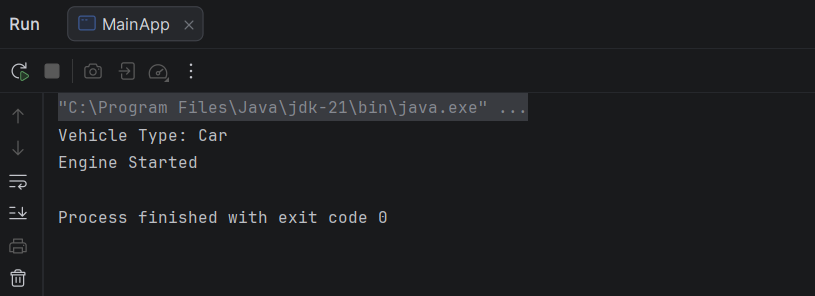 Run MainApp
"C:\Program Files\Java\jdk-21\bin\java.exe" ...
Vehicle Type: Car
Engine Started
Process finished with exit code 0